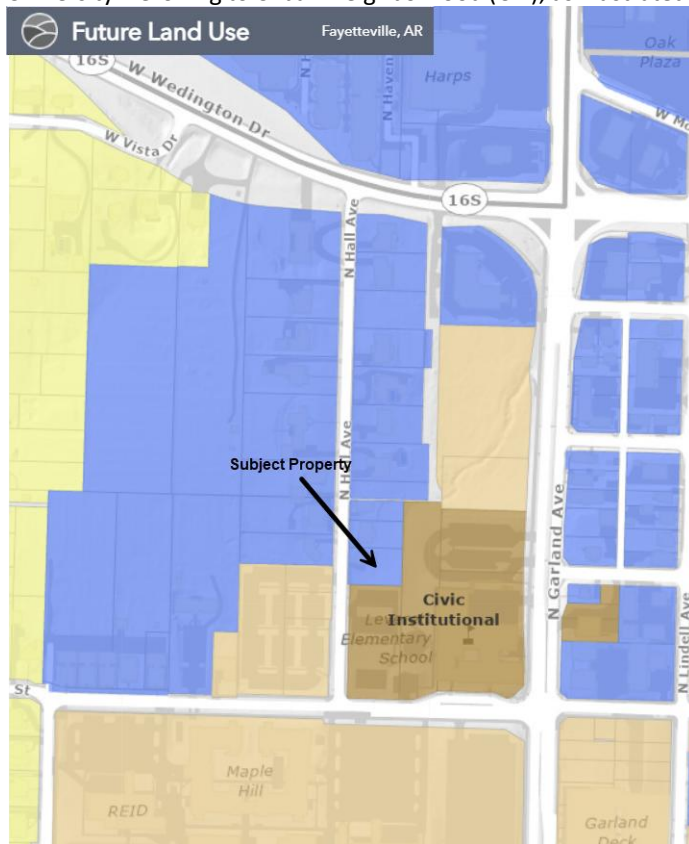 Future Land Use
Fayetteville, AR
Oak
Plaza
16S
W Wedington Dr
N Haven
Harps
W Vista Dr
16S
N Hall Ave
Subject Property
N Hall Ave
N Garland Ave
Civic
Institutional
Elementary
School
N Lindell Ave
St
Maple
Hill
REID
Garland
Deck